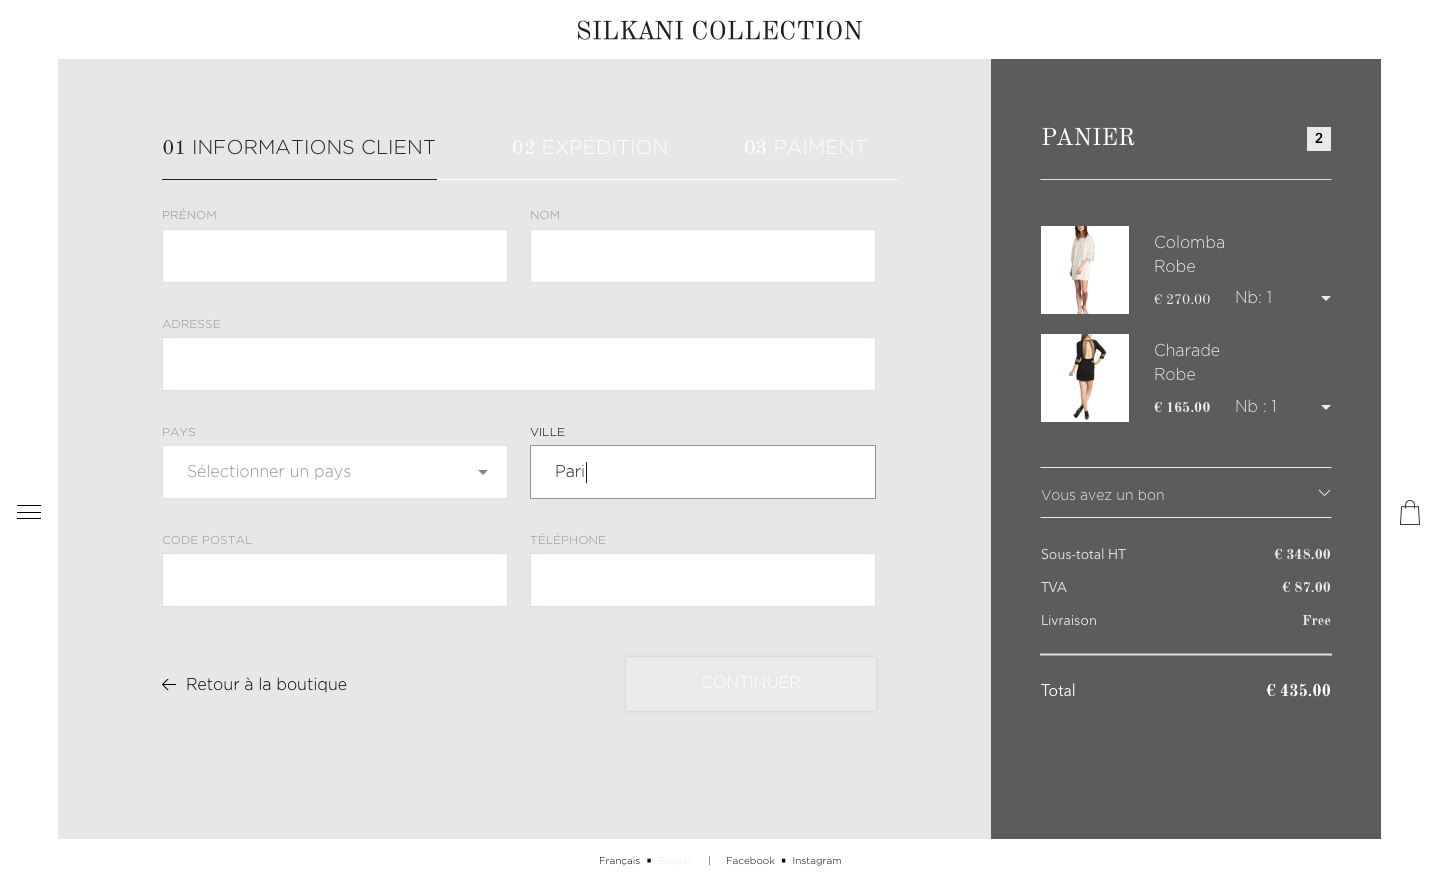 SILKANI COLLECTION
01 INFORMATIONS CLIENT
02 EXPÉDITION
03 PAIMENT
PRÉNOM
NOM
ADRESSE
PAYS
VILLE
Sélectionner un pays
Pari
CODE POSTAL
TÉLÉPHONE
Retour à la boutique
CONTINUER
PANIER
2
Colomba
Robe
€ 270.00
Nb: 1
Charade
Robe
€ 165.00
Nb : 1
Vous avez un bon
Sous-total HT
€ 348.00
TVA
€ 87.00
Livraison
Free
Total
€ 435.00
Français ▪ English | Facebook ▪ Instagram